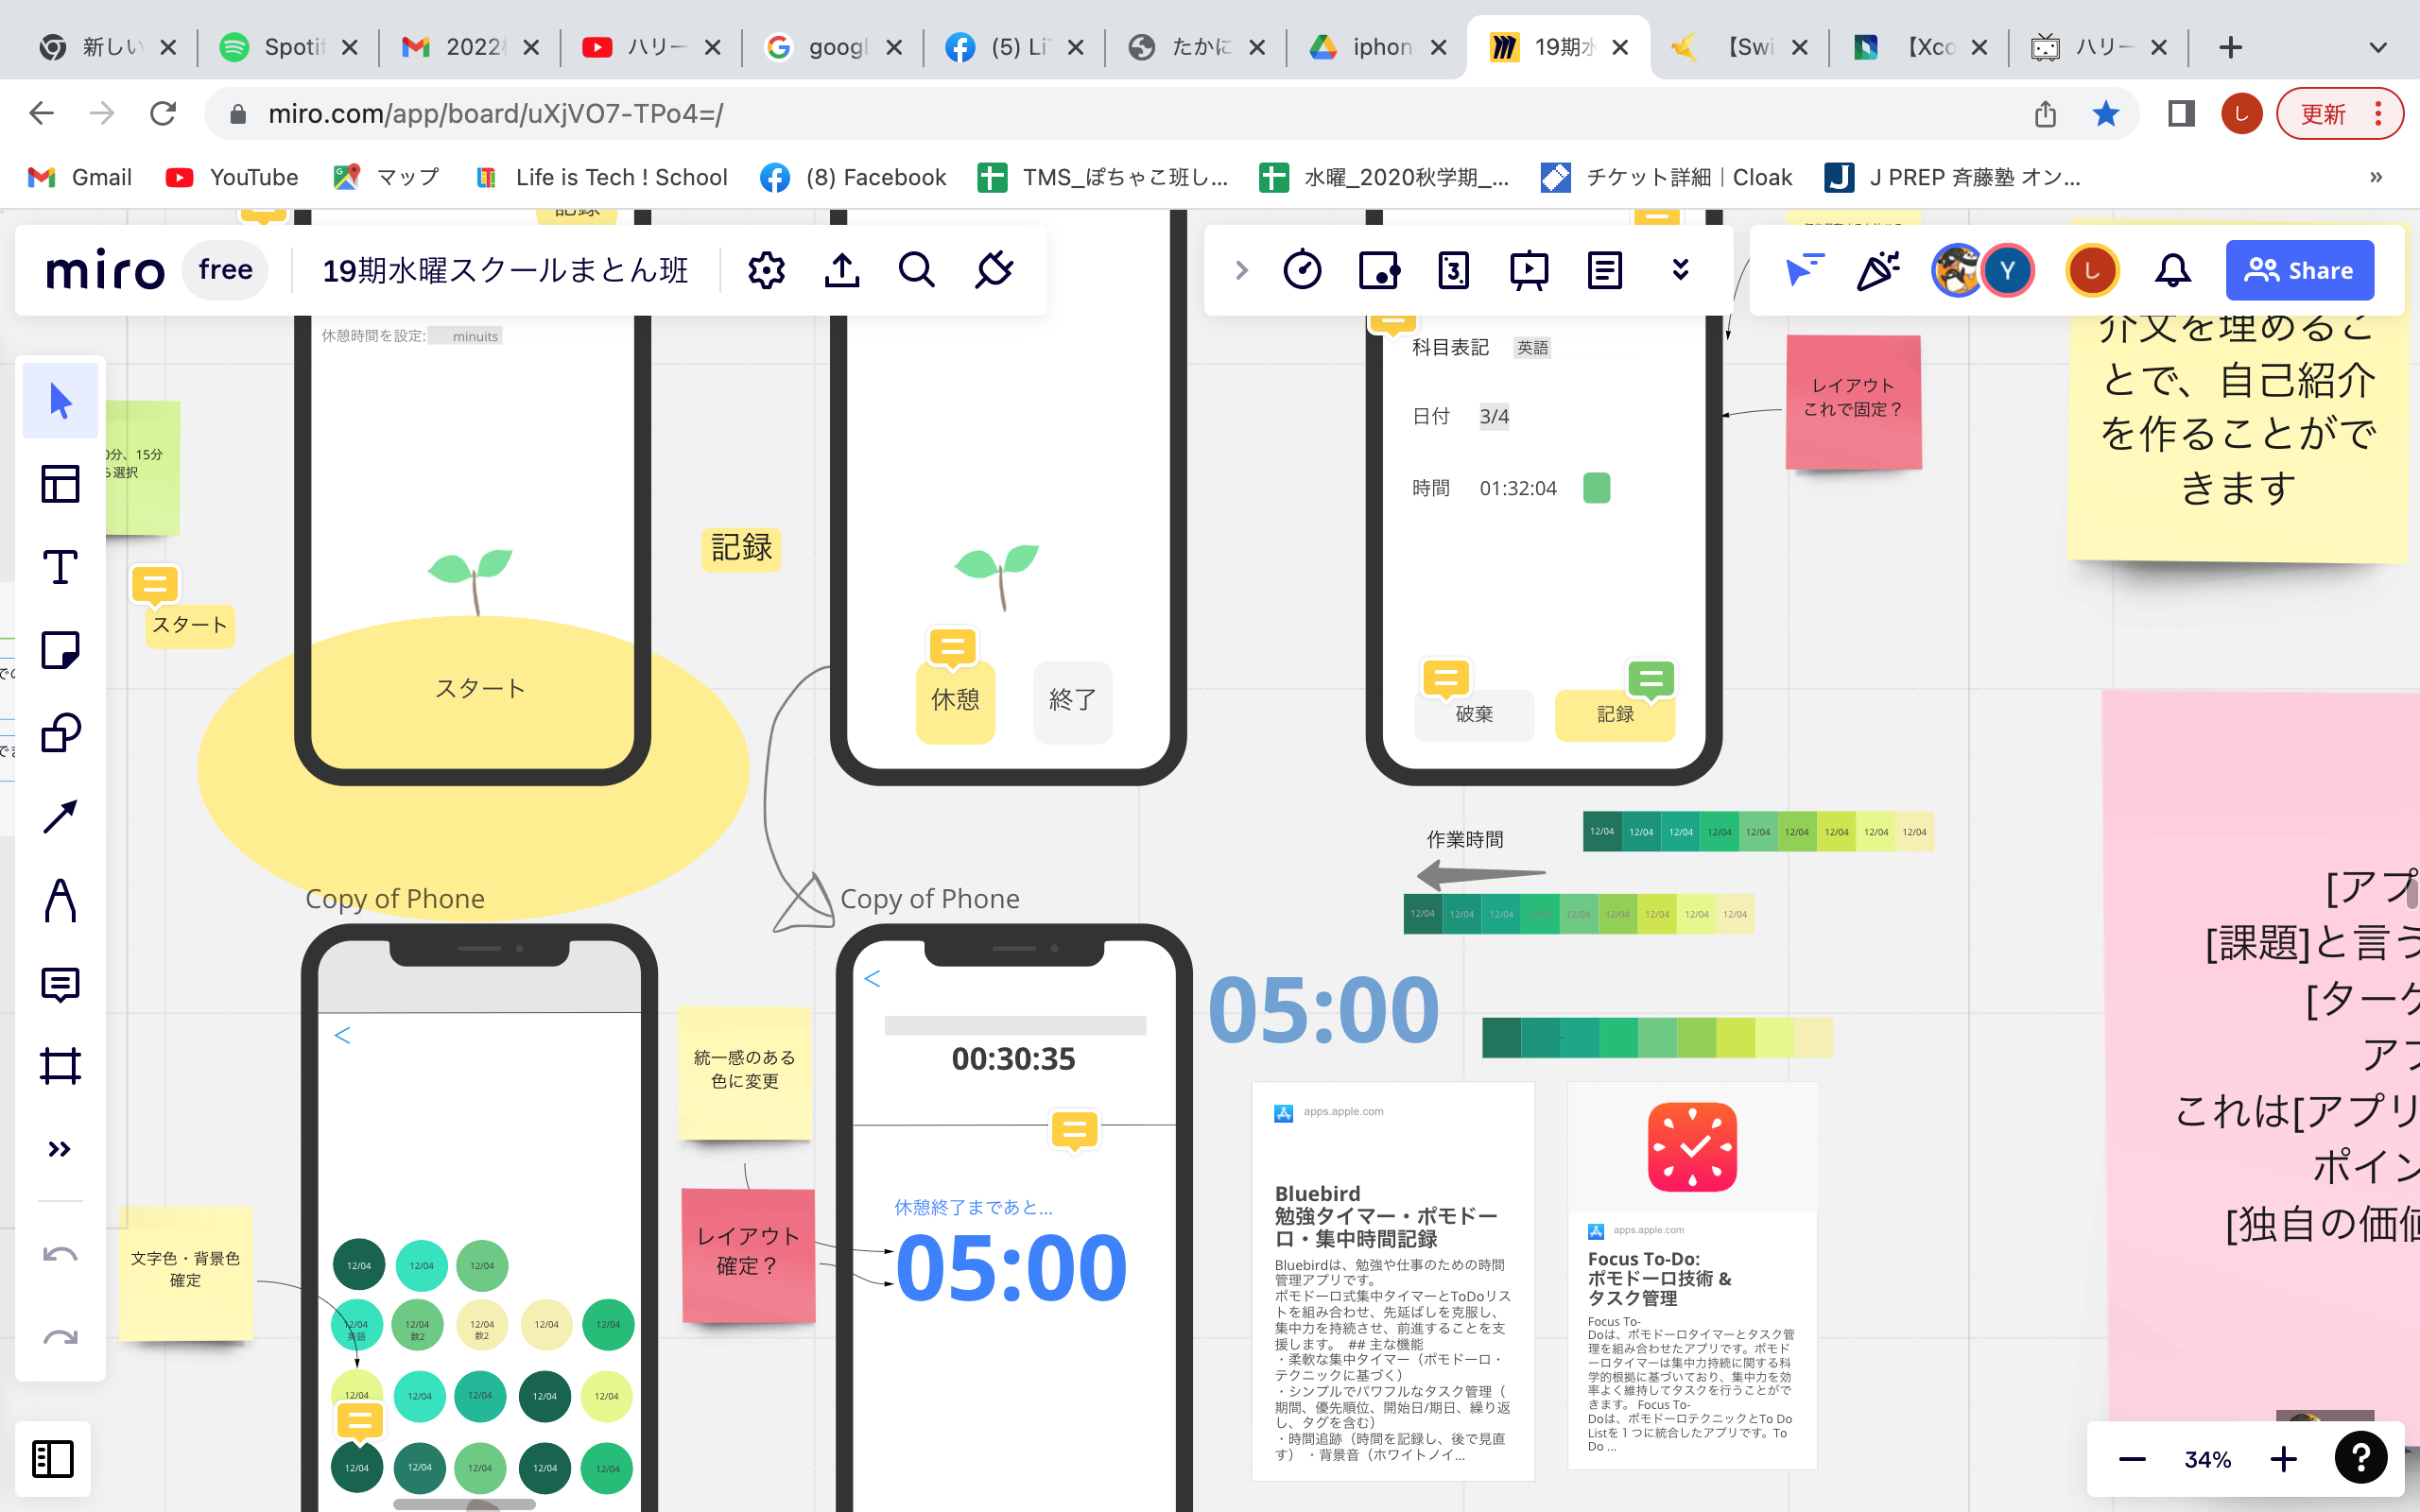 新しい
Spotif
2022
ハリー
googl
(5) Li
たかに
iphon
19期水
【Swi
【Xco
ハリー
miro.com/app/board/uXjVO7-TPo4=/
し
更新
Gmail
YouTube
マップ
Life is Tech ! School
(8) Facebook
TMS_ぽちゃこ班し...
水曜_2020秋学期_...
チケット詳細 | Cloak
J PREP 斉藤塾 オン...
»
記録
miro
free
19期水曜スクールまとん班
3
Y
し
Share
休憩時間を設定:
minuits
0分、15分
ら選択
スタート
スタート
記録
休憩
終了
科目表記
英語
日付
3/4
時間
01:32:04
破棄
記録
レイアウト
これで固定？
介文を埋めるこ
とで、自己紹介
を作ることがで
きます
作業時間
12/04 12/04 12/04 12/04 12/04 12/04 12/04 12/04 12/04
12/04 12/04 12/04 12/04 12/04 12/04 12/04 12/04
Copy of Phone
Copy of Phone
<
<
統一感のある
色に変更
00:30:35
05:00
休憩終了まであと...
05:00
レイアウト
確定？
文字色・背景色
確定
12/04 12/04 12/04
12/04
英語
12/04
数2
12/04
数2
12/04
12/04
12/04 12/04 12/04 12/04 12/04
12/04 12/04 12/04 12/04 12/04
apps.apple.com
Bluebird
勉強タイマー・ポモドー
ロ・集中時間記録
Bluebirdは、勉強や仕事のための時間
管理アプリです。
ポモドーロ式集中タイマーとToDoリス
トを組み合わせ、先延ばしを克服し、
集中力を持続させ、前進することを支
援します。 ## 主な機能
・柔軟な集中タイマー（ポモドーロ・
テクニックに基づく）
・シンプルでパワフルなタスク管理（
期間、優先順位、開始日/期日、繰り返
し、タグを含む）
・時間追跡（時間を記録し、後で見直
す） ・背景音（ホワイトノイ...
apps.apple.com
Focus To-Do:
ポモドーロ技術 &
タスク管理
Focus To-
Doは、ポモドーロタイマーとタスク管
理を組み合わせたアプリです。ポモド
ーロタイマーは集中力持続に関する科
学的根拠に基づいており、集中力を効
率よく維持してタスクを行うことがで
きます。 Focus To-
Doは、ポモドーロテクニックとTo Do
Listを１つに統合したアプリです。To
Do ...
[アプ
[課題]と言う
[ターゲ
アプ
これは[アプリ
ポイン
[独自の価値
34%
?